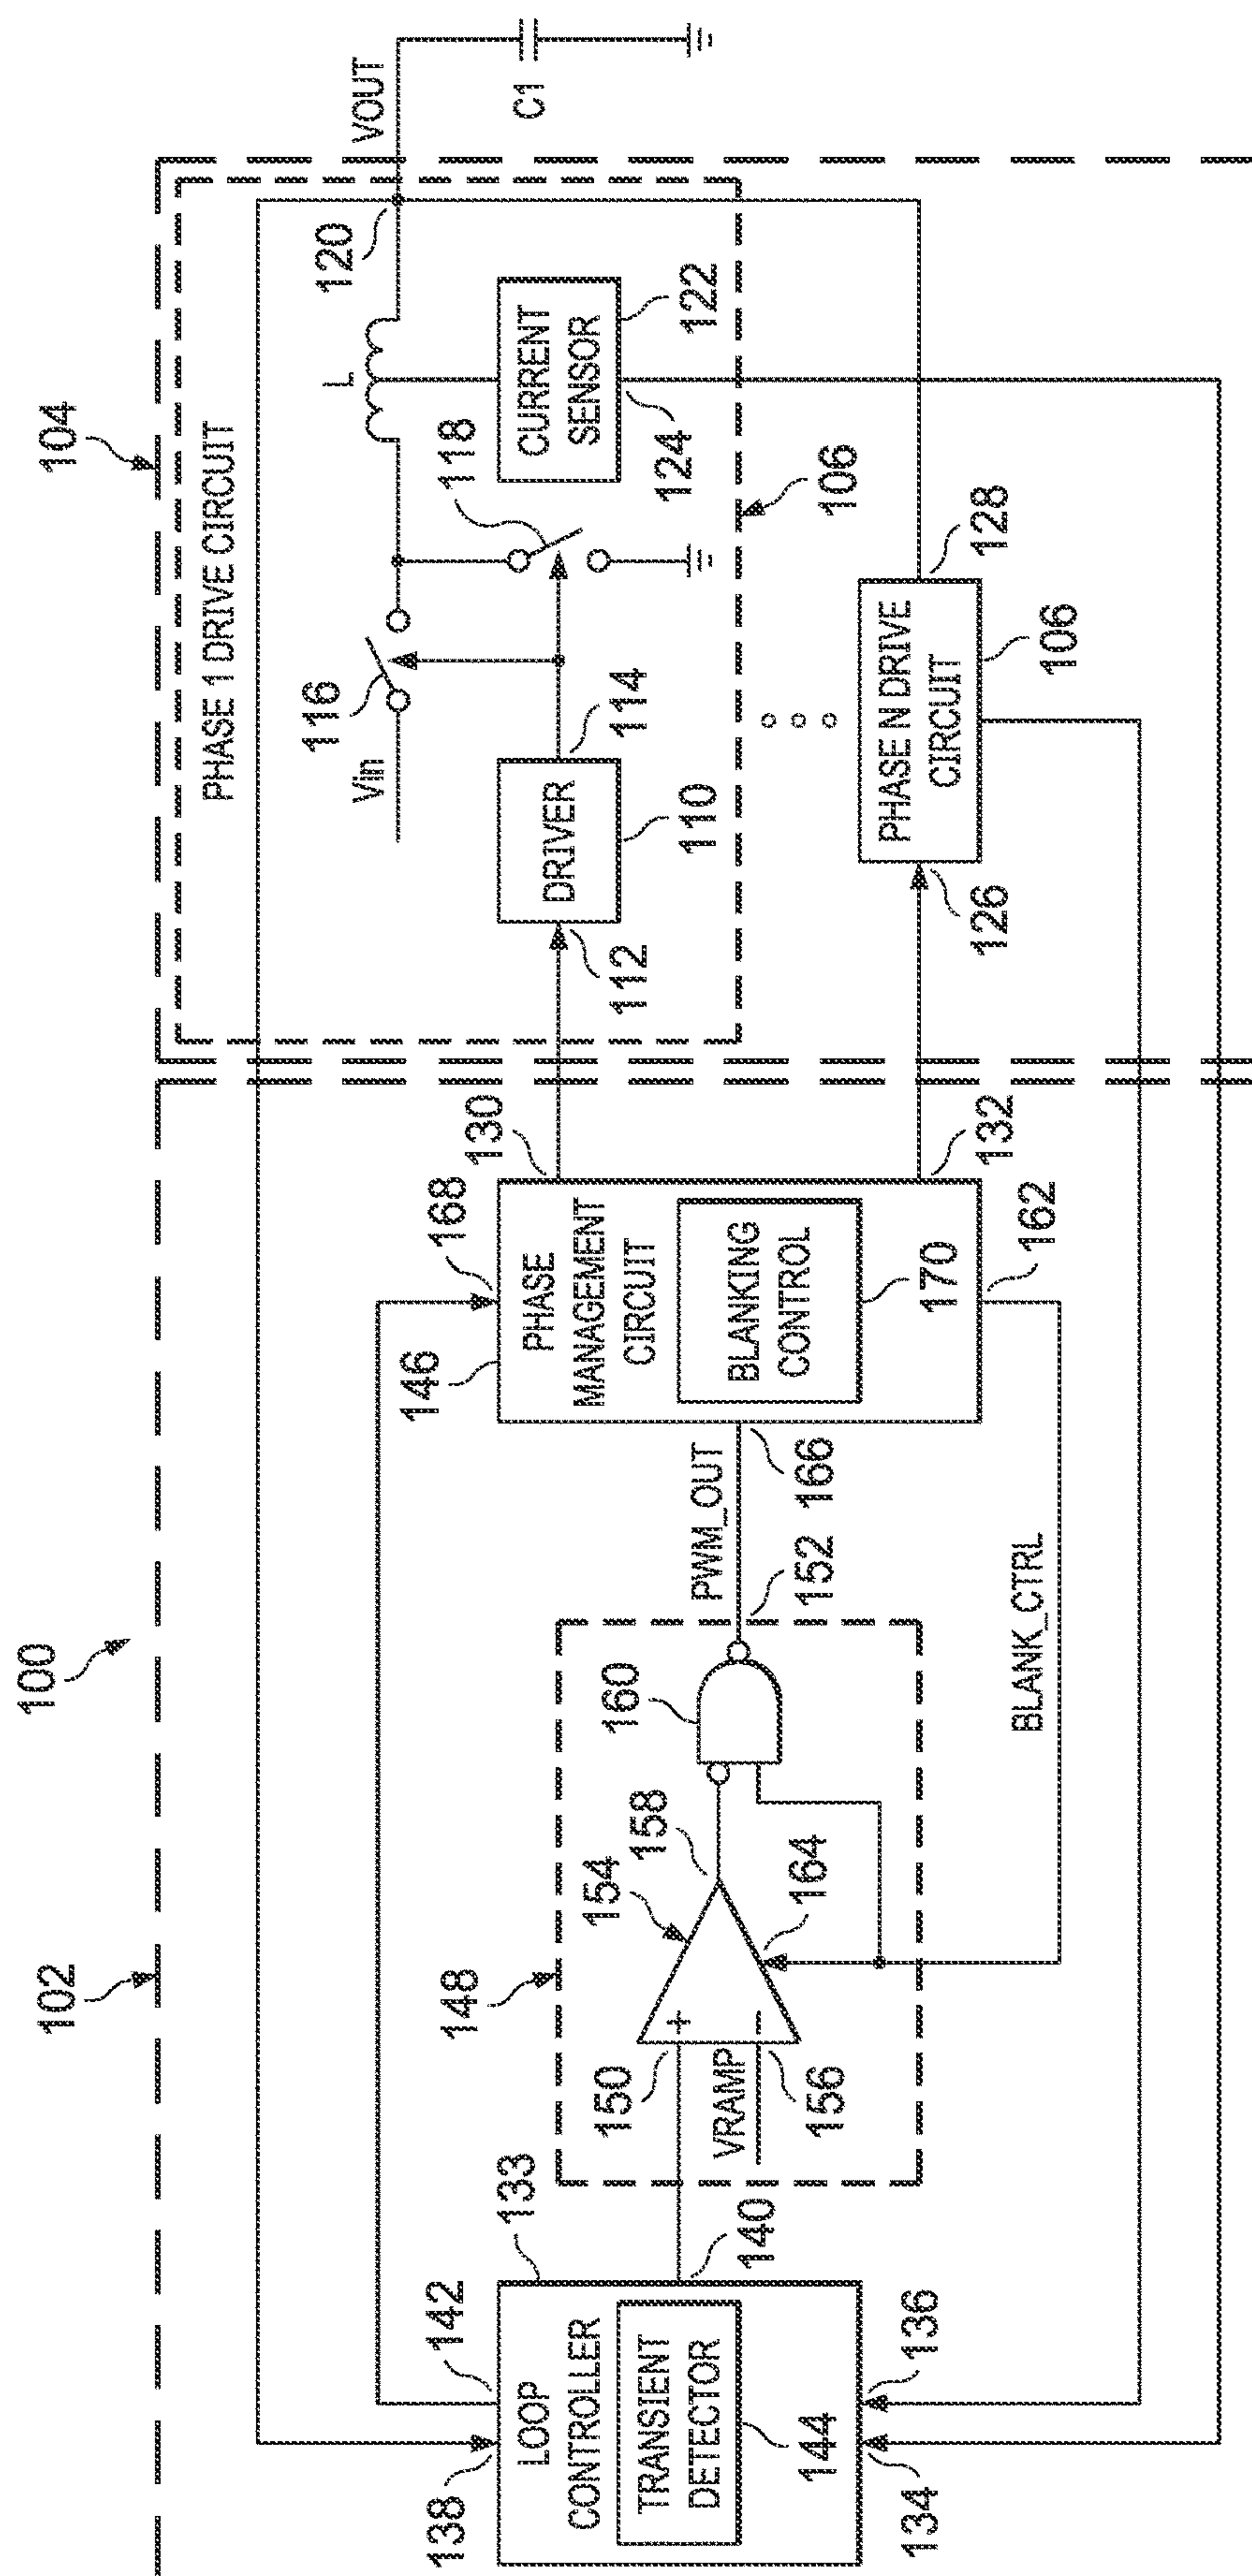 100
102
104
PHASE 1 DRIVE CIRCUIT
VOUT
C1
120
L
116
Vin
118
CURRENT
SENSOR
122
124
106
DRIVER
110
112
114
PHASE N DRIVE
CIRCUIT
106
126
128
130
132
168
146
PHASE
MANAGEMENT
CIRCUIT
BLANKING
CONTROL
170
162
166
PWM_OUT
152
BLANK_CTRL
160
158
154
164
148
150
+
−
VRAMP
156
133
140
142
138
LOOP
CONTROLLER
TRANSIENT
DETECTOR
144
136
134